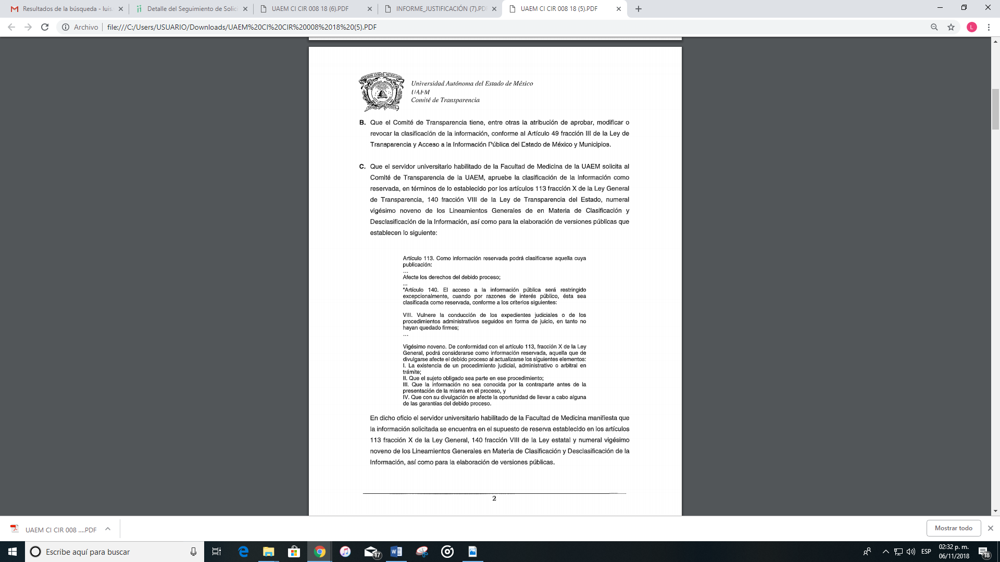 Resultados de la búsqueda - luis.
Detalle del Seguimiento de Solici
UAEM CI CIR 008 18 (6).PDF
INFORME_JUSTIFICACIÓN (7).PD
UAEM CI CIR 008 18 (5).PDF
Archivo
file:///C:/Users/USUARIO/Downloads/UAEM%20CI%20CIR%20008%2018%20(5).PDF
L
ESTADOS UNIDOS MEXICANOS
Universidad Autónoma del Estado de México
UAEM
Comité de Transparencia
B. Que el Comité de Transparencia tiene, entre otras la atribución de aprobar, modificar o
revocar la clasificación de la información, conforme al Artículo 49 fracción III de la Ley de
Transparencia y Acceso a la Información Pública del Estado de México y Municipios.
C. Que el servidor universitario habilitado de la Facultad de Medicina de la UAEM solicita al
Comité de Transparencia de la UAEM, apruebe la clasificación de la información como
reservada, en términos de lo establecido por los artículos 113 fracción X de la Ley General
de Transparencia, 140 fracción VIII de la Ley de Transparencia del Estado, numeral
vigésimo noveno de los Lineamientos Generales de en Materia de Clasificación y
Desclasificación de la Información, así como para la elaboración de versiones públicas que
establecen lo siguiente:
Artículo 113. Como información reservada podrá clasificarse aquella cuya
publicación:
...
Afecte los derechos del debido proceso;
...
"Artículo 140. El acceso a la información pública será restringido
excepcionalmente, cuando por razones de interés público, ésta sea
clasificada como reservada, conforme a los criterios siguientes:
VIII. Vulnere la conducción de los expedientes judiciales o de los
procedimientos administrativos seguidos en forma de juicio, en tanto no
hayan quedado firmes;
...
Vigésimo noveno. De conformidad con el artículo 113, fracción X de la Ley
General, podrá considerarse como información reservada, aquella que de
divulgarse afecte el debido proceso al actualizarse los siguientes elementos:
I. La existencia de un procedimiento judicial, administrativo o arbitral en
trámite;
II. Que el sujeto obligado sea parte en ese procedimiento;
III. Que la información no sea conocida por la contraparte antes de la
presentación de la misma en el proceso, y
IV. Que con su divulgación se afecte la oportunidad de llevar a cabo alguna
de las garantías del debido proceso.
En dicho oficio el servidor universitario habilitado de la Facultad de Medicina manifiesta que
la información solicitada se encuentra en el supuesto de reserva establecido en los artículos
113 fracción X de la Ley General, 140 fracción VIII de la Ley estatal y numeral vigésimo
noveno de los Lineamientos Generales en Materia de Clasificación y Desclasificación de la
Información, así como para la elaboración de versiones públicas.
2
UAEM CI CIR 008 ....PDF
Mostrar todo
Escribe aquí para buscar
17
ESP
02:32 p. m.
06/11/2018
18